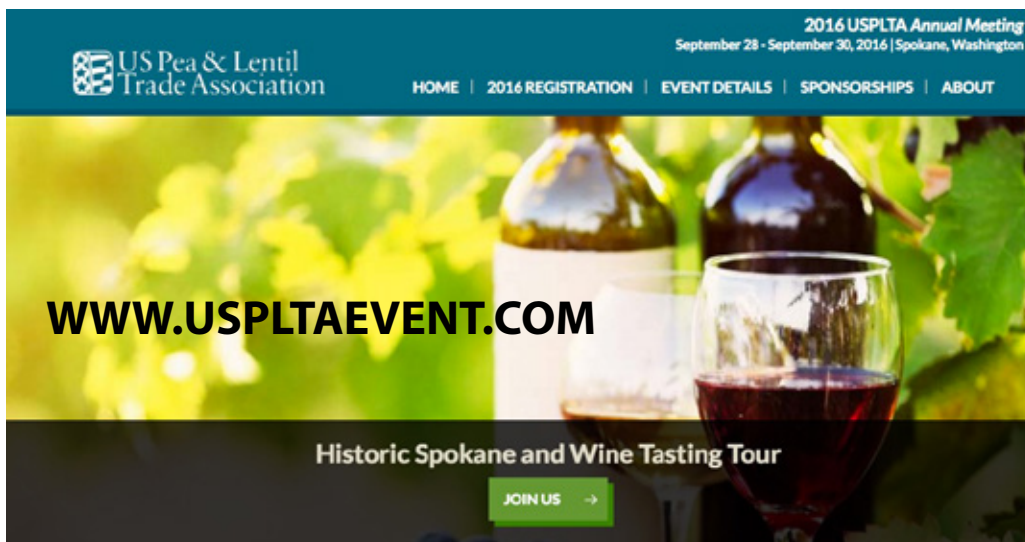 2016 USPLTA Annual Meeting
September 28 - September 30, 2016 | Spokane, Washington
US Pea & Lentil
Trade Association
HOME | 2016 REGISTRATION | EVENT DETAILS | SPONSORSHIPS | ABOUT
WWW.USPLTAEVENT.COM
Historic Spokane and Wine Tasting Tour
JOIN US →